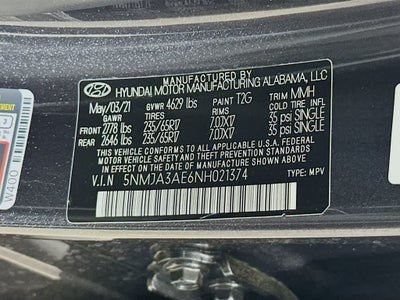 MANUFACTURED BY
HYUNDAI MOTOR MANUFACTURING ALABAMA, LLC
May/03/21 GVWR 4629 lbs PAINT T2G TRIM MMH
GAWR TIRES RIMS
FRONT 2778 lbs 235/65R17 7.0JX17 35 psi SINGLE
REAR 2646 lbs 235/65R17 7.0JX17 35 psi SINGLE
THIS VEHICLE CONFORMS TO ALL APPLICABLE
FEDERAL MOTOR VEHICLE SAFETY AND THEFT
PREVENTION STANDARDS IN EFFECT ON THE DATE
OF MANUFACTURE SHOWN ABOVE.
V.I.N 5NMJA3AE6NH021374 TYPE: MPV
W460